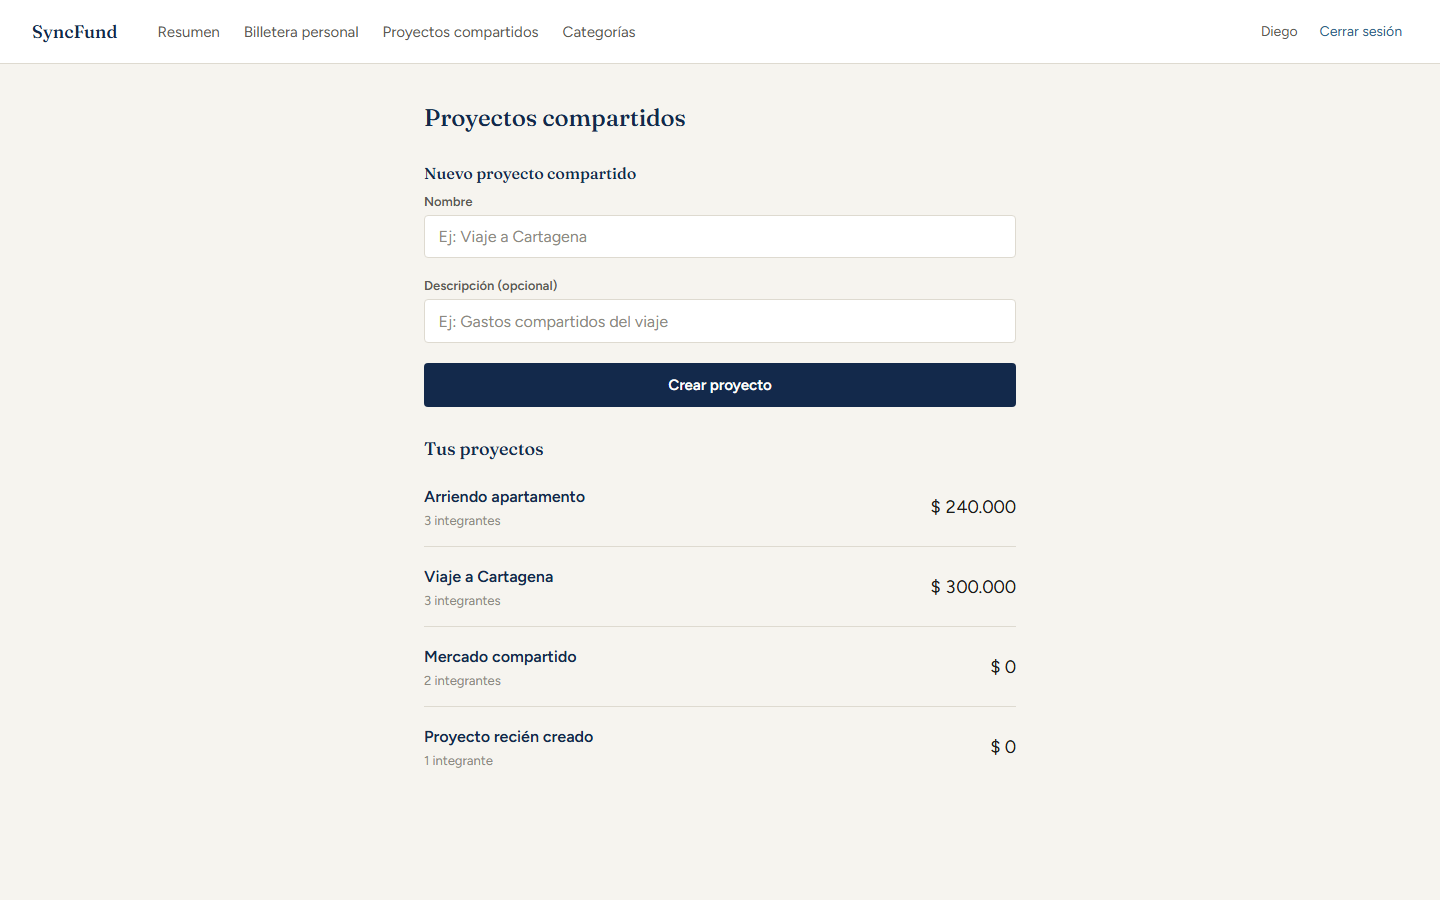 SyncFund Resumen Billetera personal Proyectos compartidos Categorías Diego Cerrar sesión
Proyectos compartidos
Nuevo proyecto compartido
Nombre
Ej: Viaje a Cartagena
Descripción (opcional)
Ej: Gastos compartidos del viaje
Crear proyecto
Tus proyectos
Arriendo apartamento
3 integrantes
$ 240.000
Viaje a Cartagena
3 integrantes
$ 300.000
Mercado compartido
2 integrantes
$ 0
Proyecto recién creado
1 integrante
$ 0